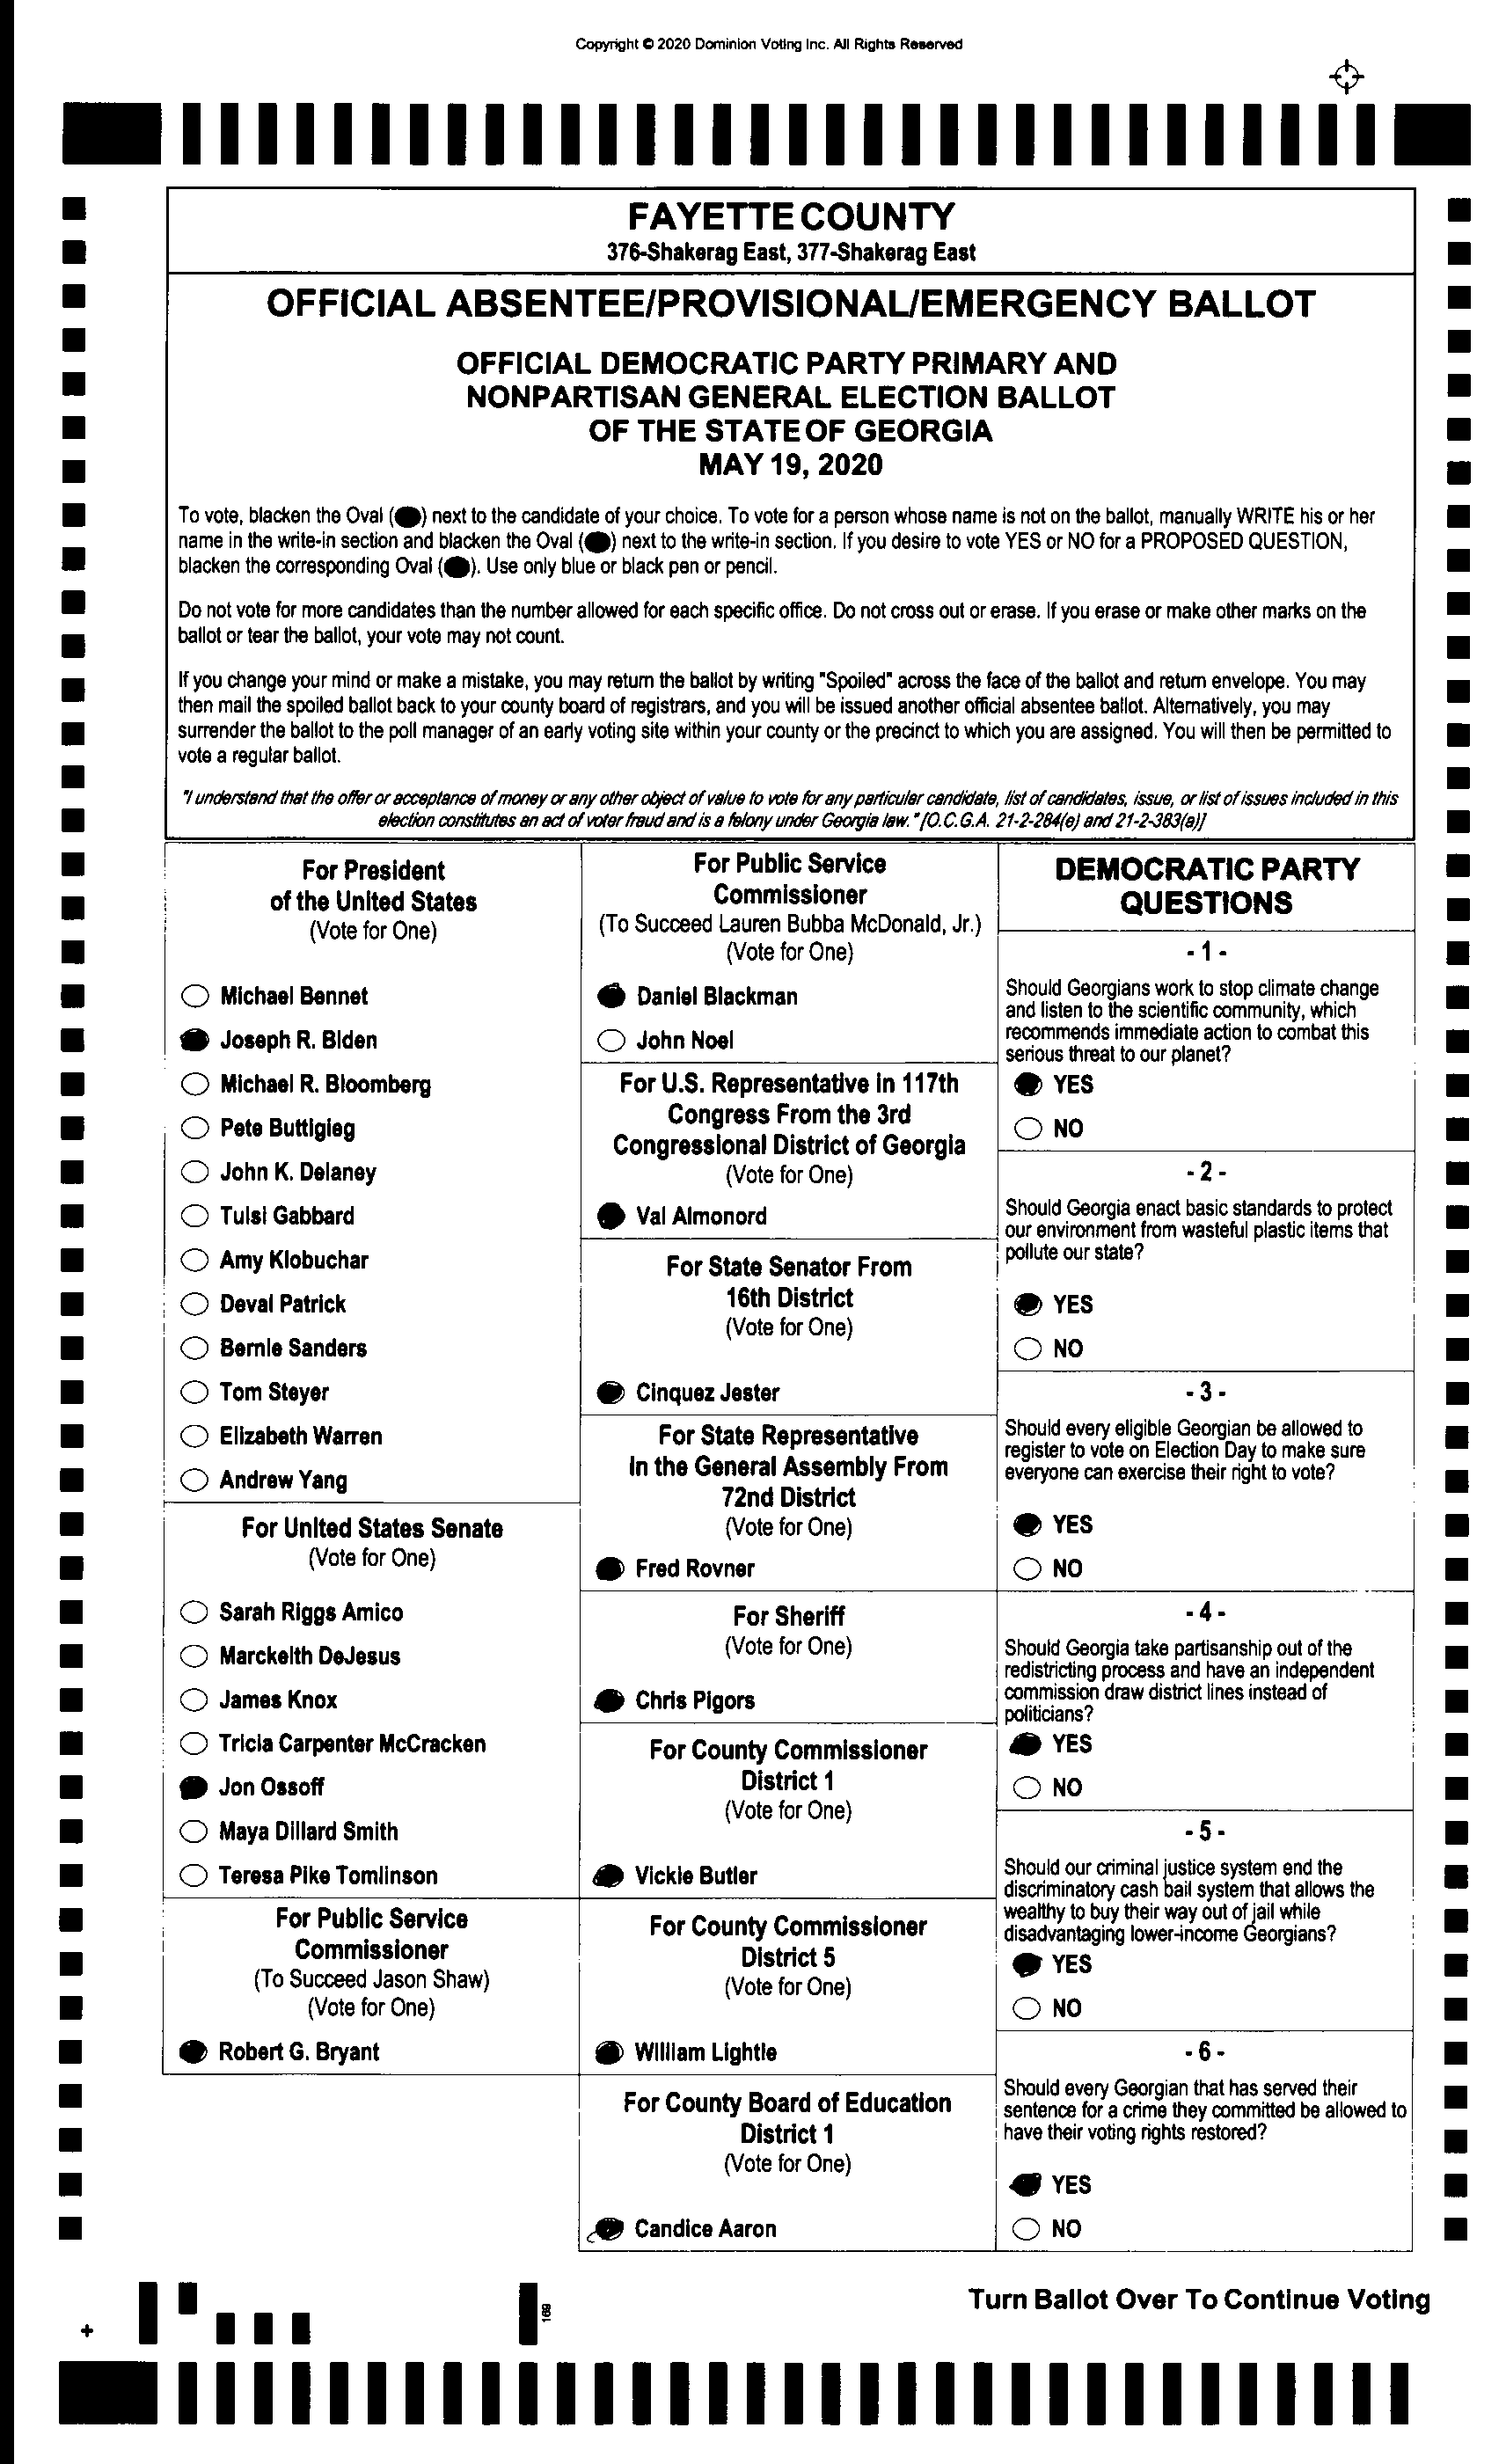 Copyright © 2020 Dominion Voting Inc. All Rights Reserved
FAYETTE COUNTY
376-Shakerag East, 377-Shakerag East
OFFICIAL ABSENTEE/PROVISIONAL/EMERGENCY BALLOT
OFFICIAL DEMOCRATIC PARTY PRIMARY AND
NONPARTISAN GENERAL ELECTION BALLOT
OF THE STATE OF GEORGIA
MAY 19, 2020
To vote, blacken the Oval ( ) next to the candidate of your choice. To vote for a person whose name is not on the ballot, manually WRITE his or her
name in the write-in section and blacken the Oval ( ) next to the write-in section. If you desire to vote YES or NO for a PROPOSED QUESTION,
blacken the corresponding Oval ( ). Use only blue or black pen or pencil.
Do not vote for more candidates than the number allowed for each specific office. Do not cross out or erase. If you erase or make other marks on the
ballot or tear the ballot, your vote may not count.
If you change your mind or make a mistake, you may return the ballot by writing "Spoiled" across the face of the ballot and return envelope. You may
then mail the spoiled ballot back to your county board of registrars, and you will be issued another official absentee ballot. Alternatively, you may
surrender the ballot to the poll manager of an early voting site within your county or the precinct to which you are assigned. You will then be permitted to
vote a regular ballot.
"I understand that the offer or acceptance of money or any other object of value to vote for any particular candidate, list of candidates, issue, or list of issues included in this
election constitutes an act of voter fraud and is a felony under Georgia law." [O.C.G.A. 21-2-284(e) and 21-2-383(a)]
For President
of the United States
(Vote for One)
Michael Bennet
Joseph R. Biden
Michael R. Bloomberg
Pete Buttigieg
John K. Delaney
Tulsi Gabbard
Amy Klobuchar
Deval Patrick
Bernie Sanders
Tom Steyer
Elizabeth Warren
Andrew Yang
For United States Senate
(Vote for One)
Sarah Riggs Amico
Marckeith DeJesus
James Knox
Tricia Carpenter McCracken
Jon Ossoff
Maya Dillard Smith
Teresa Pike Tomlinson
For Public Service
Commissioner
(To Succeed Jason Shaw)
(Vote for One)
Robert G. Bryant
For Public Service
Commissioner
(To Succeed Lauren Bubba McDonald, Jr.)
(Vote for One)
Daniel Blackman
John Noel
For U.S. Representative in 117th
Congress From the 3rd
Congressional District of Georgia
(Vote for One)
Val Almonord
For State Senator From
16th District
(Vote for One)
Cinquez Jester
For State Representative
in the General Assembly From
72nd District
(Vote for One)
Fred Rovner
For Sheriff
(Vote for One)
Chris Pigors
For County Commissioner
District 1
(Vote for One)
Vickie Butler
For County Commissioner
District 5
(Vote for One)
William Lightle
For County Board of Education
District 1
(Vote for One)
Candice Aaron
DEMOCRATIC PARTY
QUESTIONS
- 1 -
Should Georgians work to stop climate change
and listen to the scientific community, which
recommends immediate action to combat this
serious threat to our planet?
YES
NO
- 2 -
Should Georgia enact basic standards to protect
our environment from wasteful plastic items that
pollute our state?
YES
NO
- 3 -
Should every eligible Georgian be allowed to
register to vote on Election Day to make sure
everyone can exercise their right to vote?
YES
NO
- 4 -
Should Georgia take partisanship out of the
redistricting process and have an independent
commission draw district lines instead of
politicians?
YES
NO
- 5 -
Should our criminal justice system end the
discriminatory cash bail system that allows the
wealthy to buy their way out of jail while
disadvantaging lower-income Georgians?
YES
NO
- 6 -
Should every Georgian that has served their
sentence for a crime they committed be allowed to
have their voting rights restored?
YES
NO
Turn Ballot Over To Continue Voting
169
+